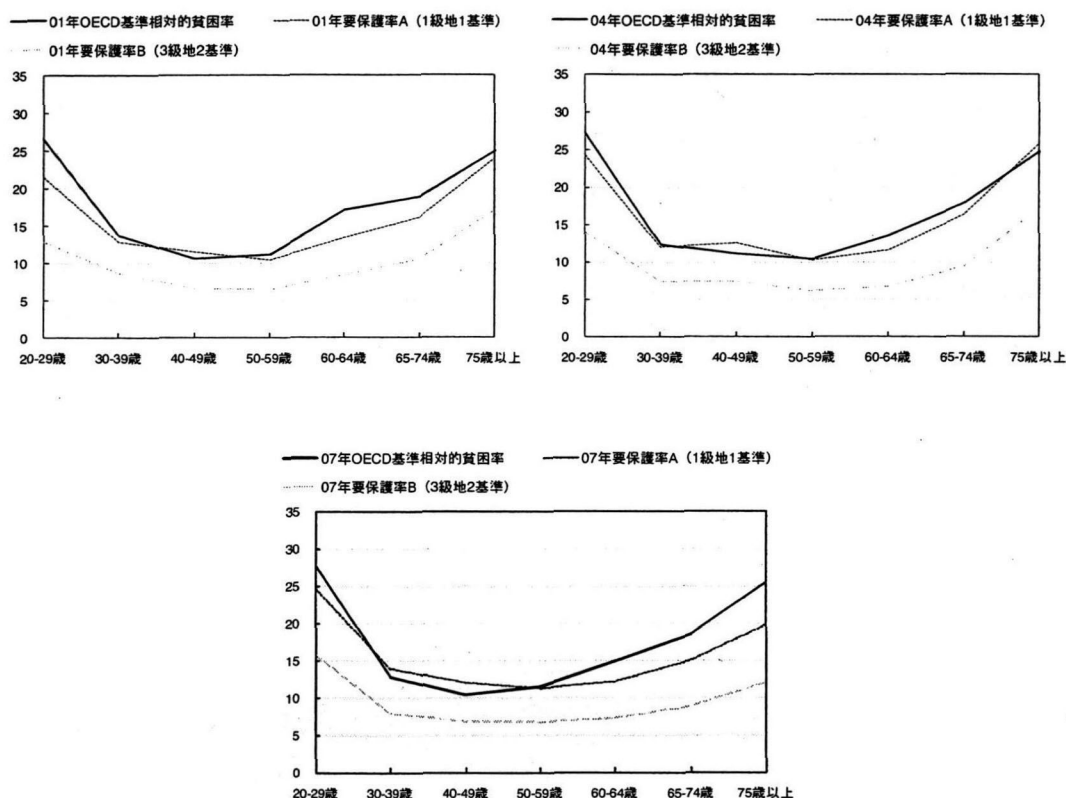 01年OECD基準相対的貧困率 01年要保護率A(1級地1基準)
01年要保護率B(3級地2基準)
35
30
25
20
15
10
5
0
20-29歳 30-39歳 40-49歳 50-59歳 60-64歳 65-74歳 75歳以上
04年OECD基準相対的貧困率 04年要保護率A(1級地1基準)
04年要保護率B(3級地2基準)
35
30
25
20
15
10
5
0
20-29歳 30-39歳 40-49歳 50-59歳 60-64歳 65-74歳 75歳以上
07年OECD基準相対的貧困率 07年要保護率A(1級地1基準)
07年要保護率B(3級地2基準)
35
30
25
20
15
10
5
0
20-29歳 30-39歳 40-49歳 50-59歳 60-64歳 65-74歳 75歳以上